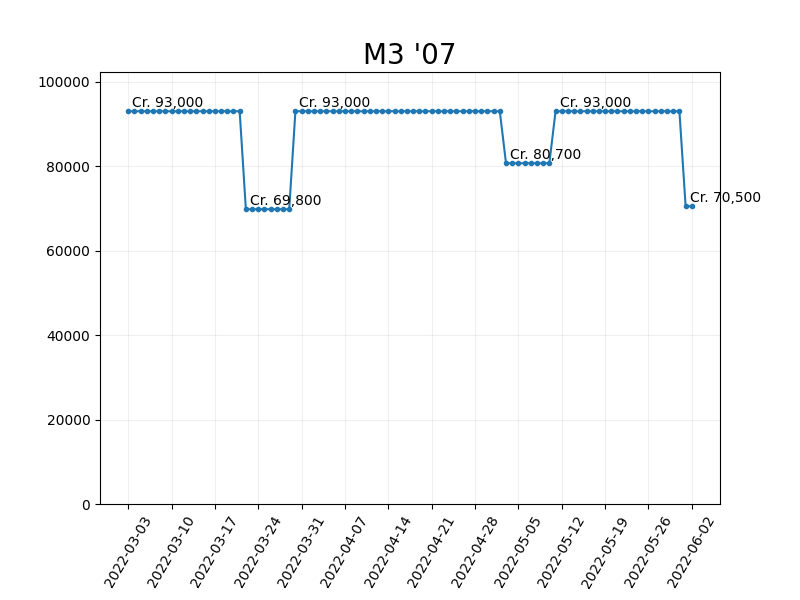 M3 '07
100000
80000
60000
40000
20000
0
Cr. 93,000
Cr. 69,800
Cr. 93,000
Cr. 80,700
Cr. 93,000
Cr. 70,500
2022-03-03
2022-03-10
2022-03-17
2022-03-24
2022-03-31
2022-04-07
2022-04-14
2022-04-21
2022-04-28
2022-05-05
2022-05-12
2022-05-19
2022-05-26
2022-06-02